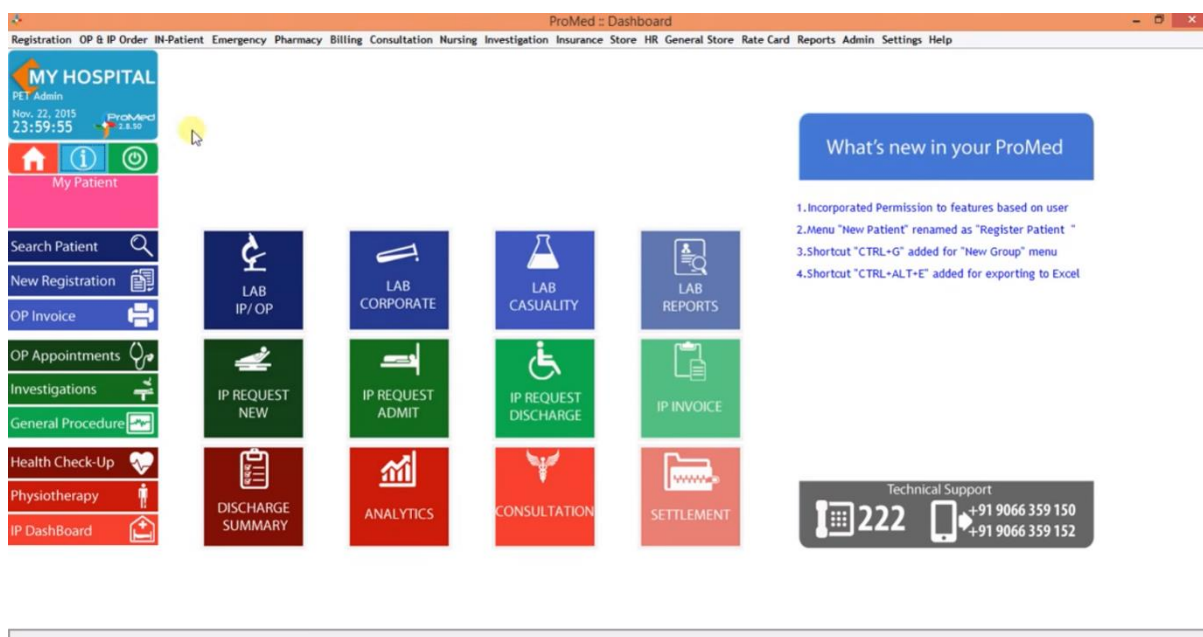 ProMed :: Dashboard
Registration OP & IP Order IN-Patient Emergency Pharmacy Billing Consultation Nursing Investigation Insurance Store HR General Store Rate Card Reports Admin Settings Help
MY HOSPITAL
PET Admin
Nov. 22, 2015
23:59:55
ProMed
2.8.50
My Patient
Search Patient
New Registration
OP Invoice
OP Appointments
Investigations
General Procedure
Health Check-Up
Physiotherapy
IP DashBoard
LAB
IP/ OP
LAB
CORPORATE
LAB
CASUALITY
LAB
REPORTS
IP REQUEST
NEW
IP REQUEST
ADMIT
IP REQUEST
DISCHARGE
IP INVOICE
DISCHARGE
SUMMARY
ANALYTICS
CONSULTATION
SETTLEMENT
What's new in your ProMed
1.Incorporated Permission to features based on user
2.Menu "New Patient" renamed as "Register Patient "
3.Shortcut "CTRL+G" added for "New Group" menu
4.Shortcut "CTRL+ALT+E" added for exporting to Excel
Technical Support
222
+91 9066 359 150
+91 9066 359 152